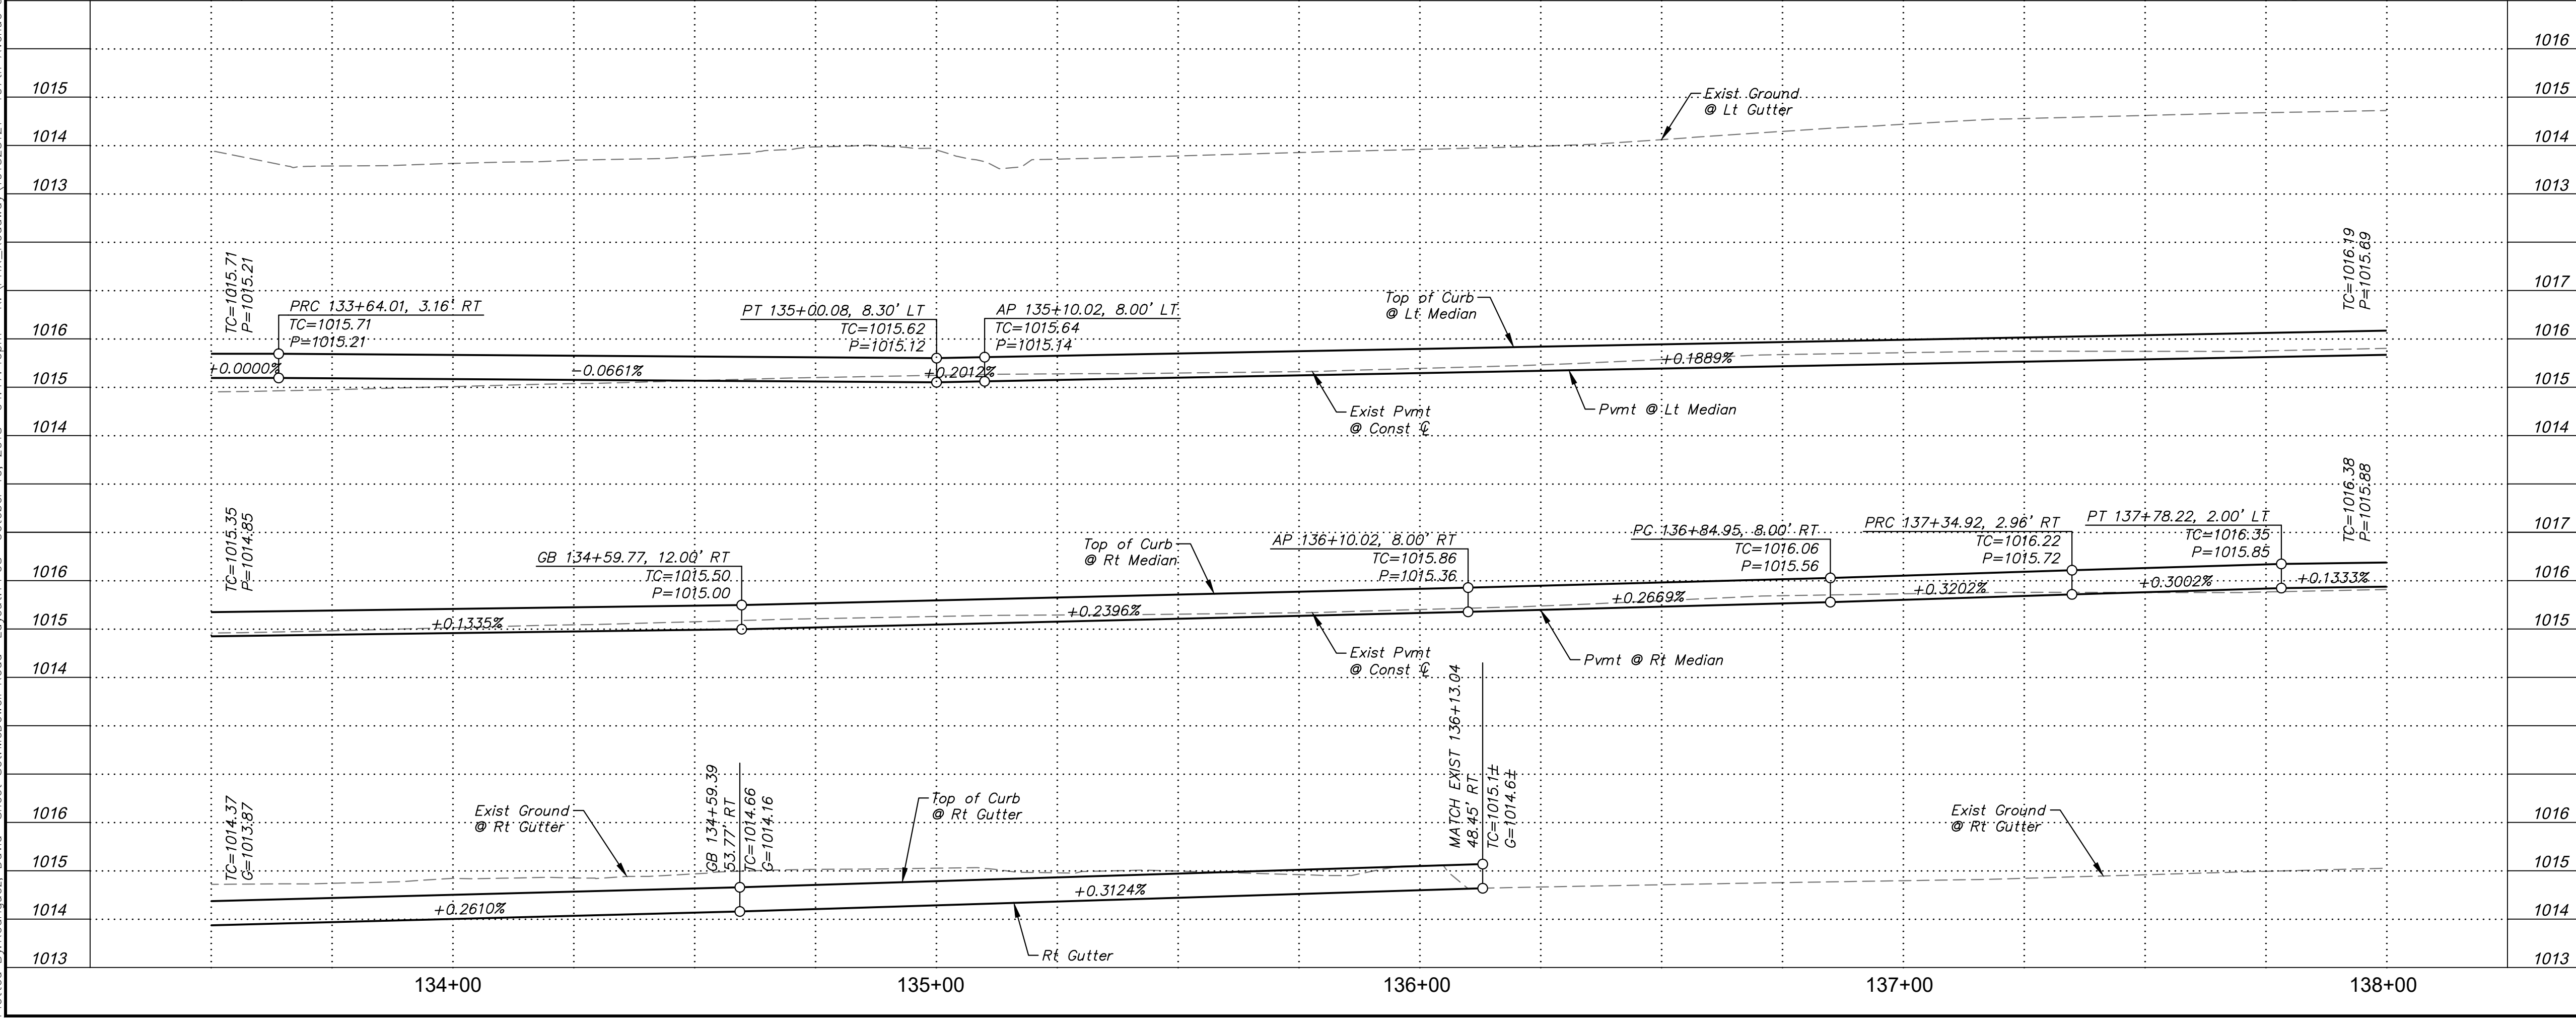 1016
1015
1015
1014
1014
1013
1013
Exist Ground
@ Lt Gutter
TC=1015.71
P=1015.21
PRC 133+64.01, 3.16' RT
TC=1015.71
P=1015.21
PT 135+00.08, 8.30' LT
TC=1015.62
P=1015.12
AP 135+10.02, 8.00' LT
TC=1015.64
P=1015.14
Top of Curb
@ Lt Median
TC=1016.19
P=1015.69
1017
1016
1016
1015
1015
1014
1014
+0.0000%
-0.0661%
+0.2012%
+0.1889%
Exist Pvmt
@ Const ℄
Pvmt @ Lt Median
TC=1015.35
P=1014.85
GB 134+59.77, 12.00' RT
TC=1015.50
P=1015.00
Top of Curb
@ Rt Median
AP 136+10.02, 8.00' RT
TC=1015.86
P=1015.36
PC 136+84.95, 8.00' RT
TC=1016.06
P=1015.56
PRC 137+34.92, 2.96' RT
TC=1016.22
P=1015.72
PT 137+78.22, 2.00' LT
TC=1016.35
P=1015.85
TC=1016.38
P=1015.88
1017
1016
1016
1015
1015
1014
1014
+0.1335%
+0.2396%
+0.2669%
+0.3202%
+0.3002%
+0.1333%
Exist Pvmt
@ Const ℄
Pvmt @ Rt Median
TC=1014.37
G=1013.87
Exist Ground
@ Rt Gutter
GB 134+59.39
53.77' RT
TC=1014.66
G=1014.16
Top of Curb
@ Rt Gutter
MATCH EXIST 136+13.04
48.45' RT
TC=1015.1±
G=1014.6±
Exist Ground
@ Rt Gutter
1016
1016
1015
1015
1014
1014
1013
1013
+0.2610%
+0.3124%
Rt Gutter
134+00
135+00
136+00
137+00
138+00